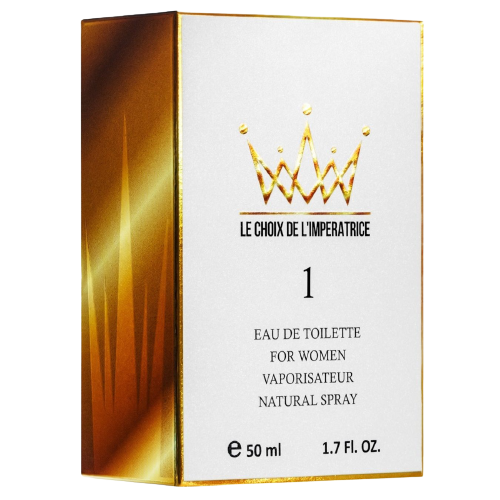 LE CHOIX DE L'IMPERATRICE
1
EAU DE TOILETTE
FOR WOMEN
VAPORISATEUR
NATURAL SPRAY
e 50 ml 1.7 Fl. OZ.